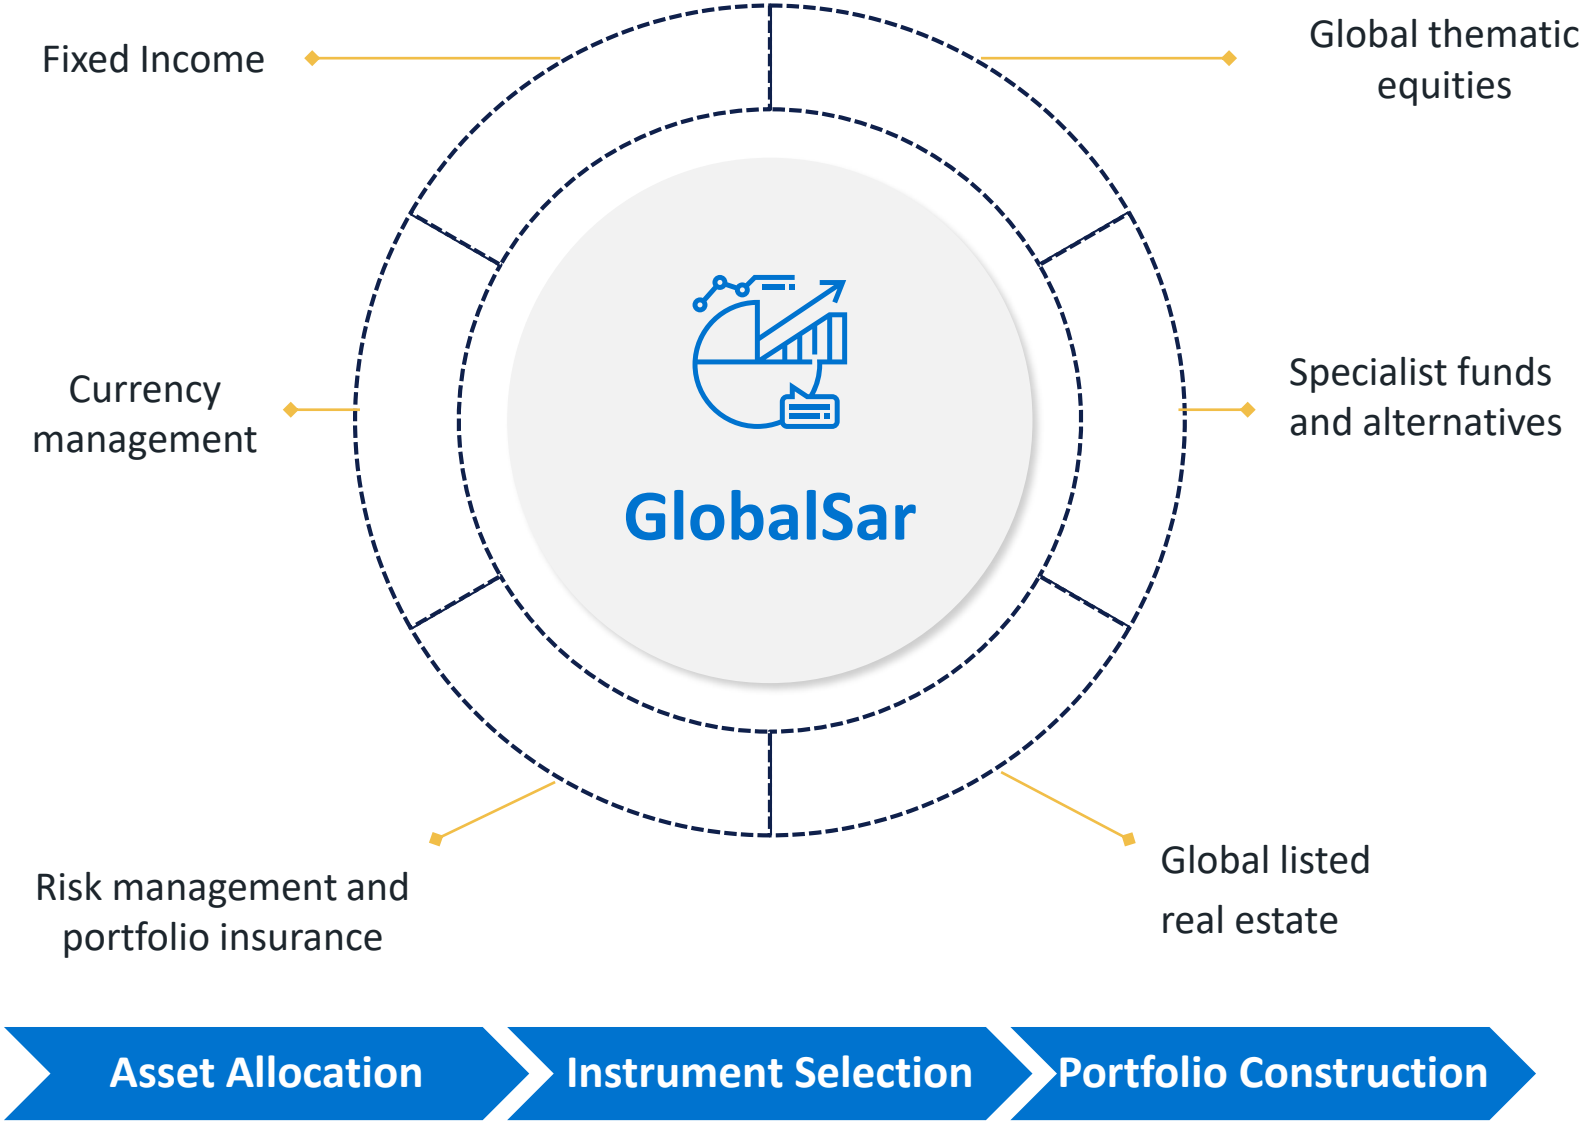 Fixed Income
Global thematic
equities
Currency
management
Specialist funds
and alternatives
GlobalSar
Risk management and
portfolio insurance
Global listed
real estate
Asset Allocation
Instrument Selection
Portfolio Construction